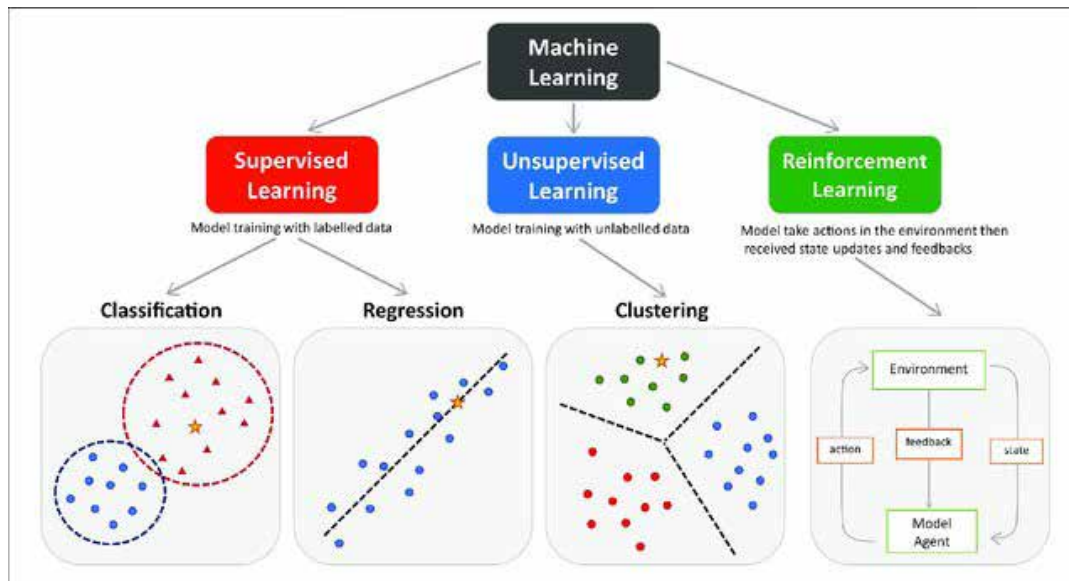 Machine
Learning
Supervised
Learning
Unsupervised
Learning
Reinforcement
Learning
Model training with labelled data
Model training with unlabelled data
Model take actions in the environment then
received state updates and feedbacks
Classification
Regression
Clustering
Environment
action
feedback
state
Model
Agent